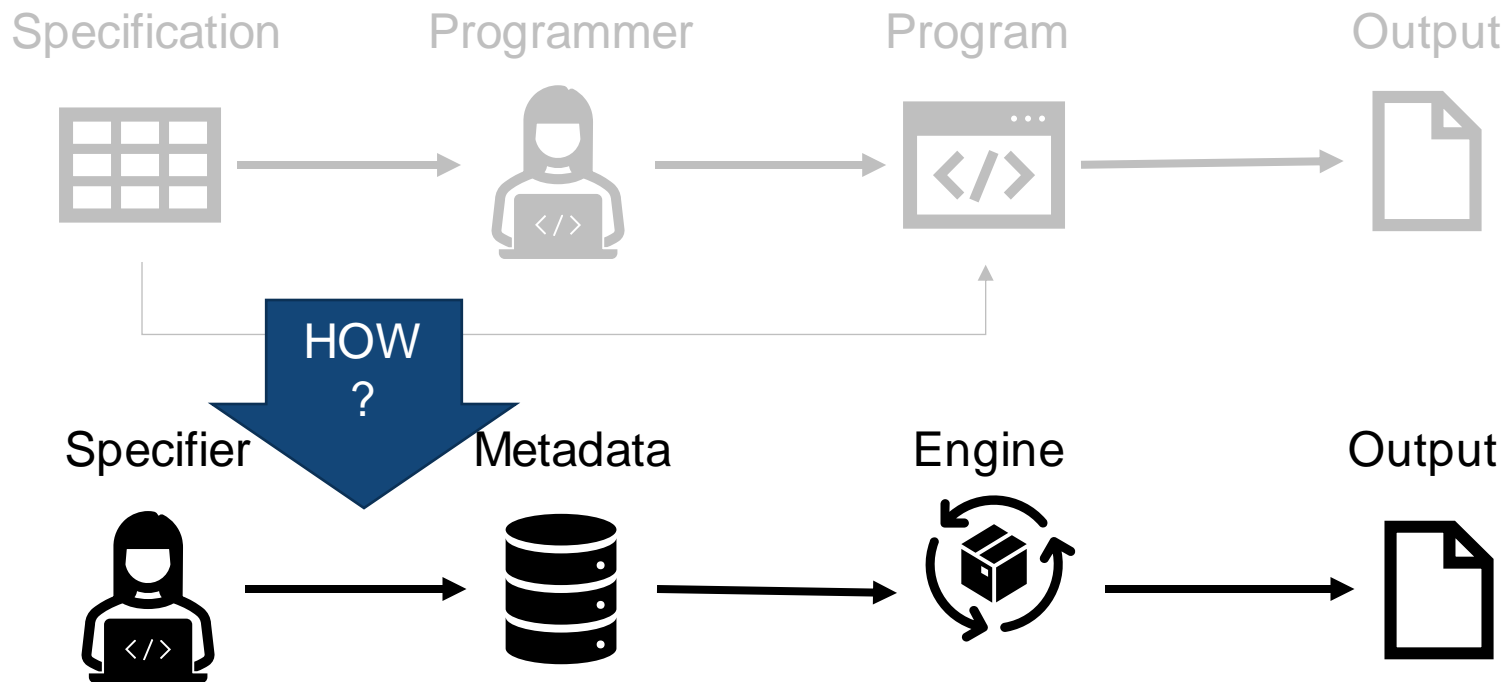 Specification Programmer Program Output
</>
</>
HOW
?
Specifier Metadata Engine Output
</>